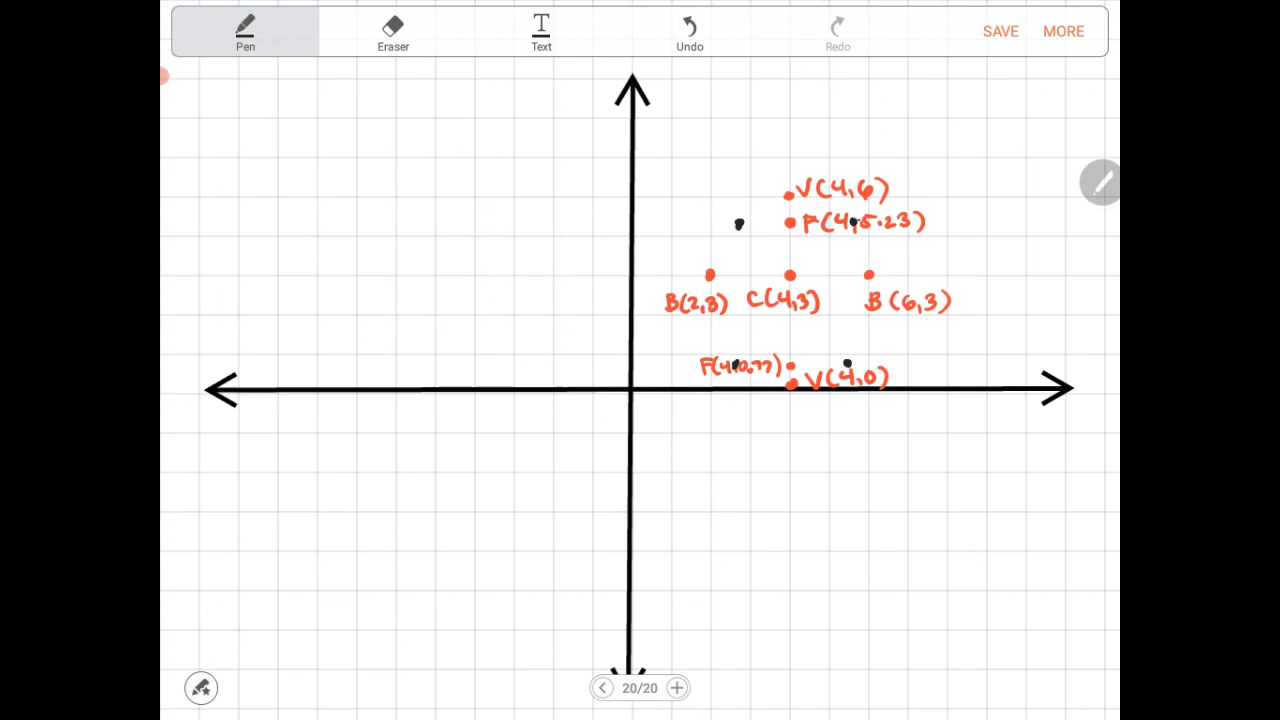 Pen Eraser Text Undo Redo SAVE MORE
V(4,6)
F(4,5.23)
B(2,3) C(4,3) B(6,3)
F(4,0.77)
V(4,0)
20/20